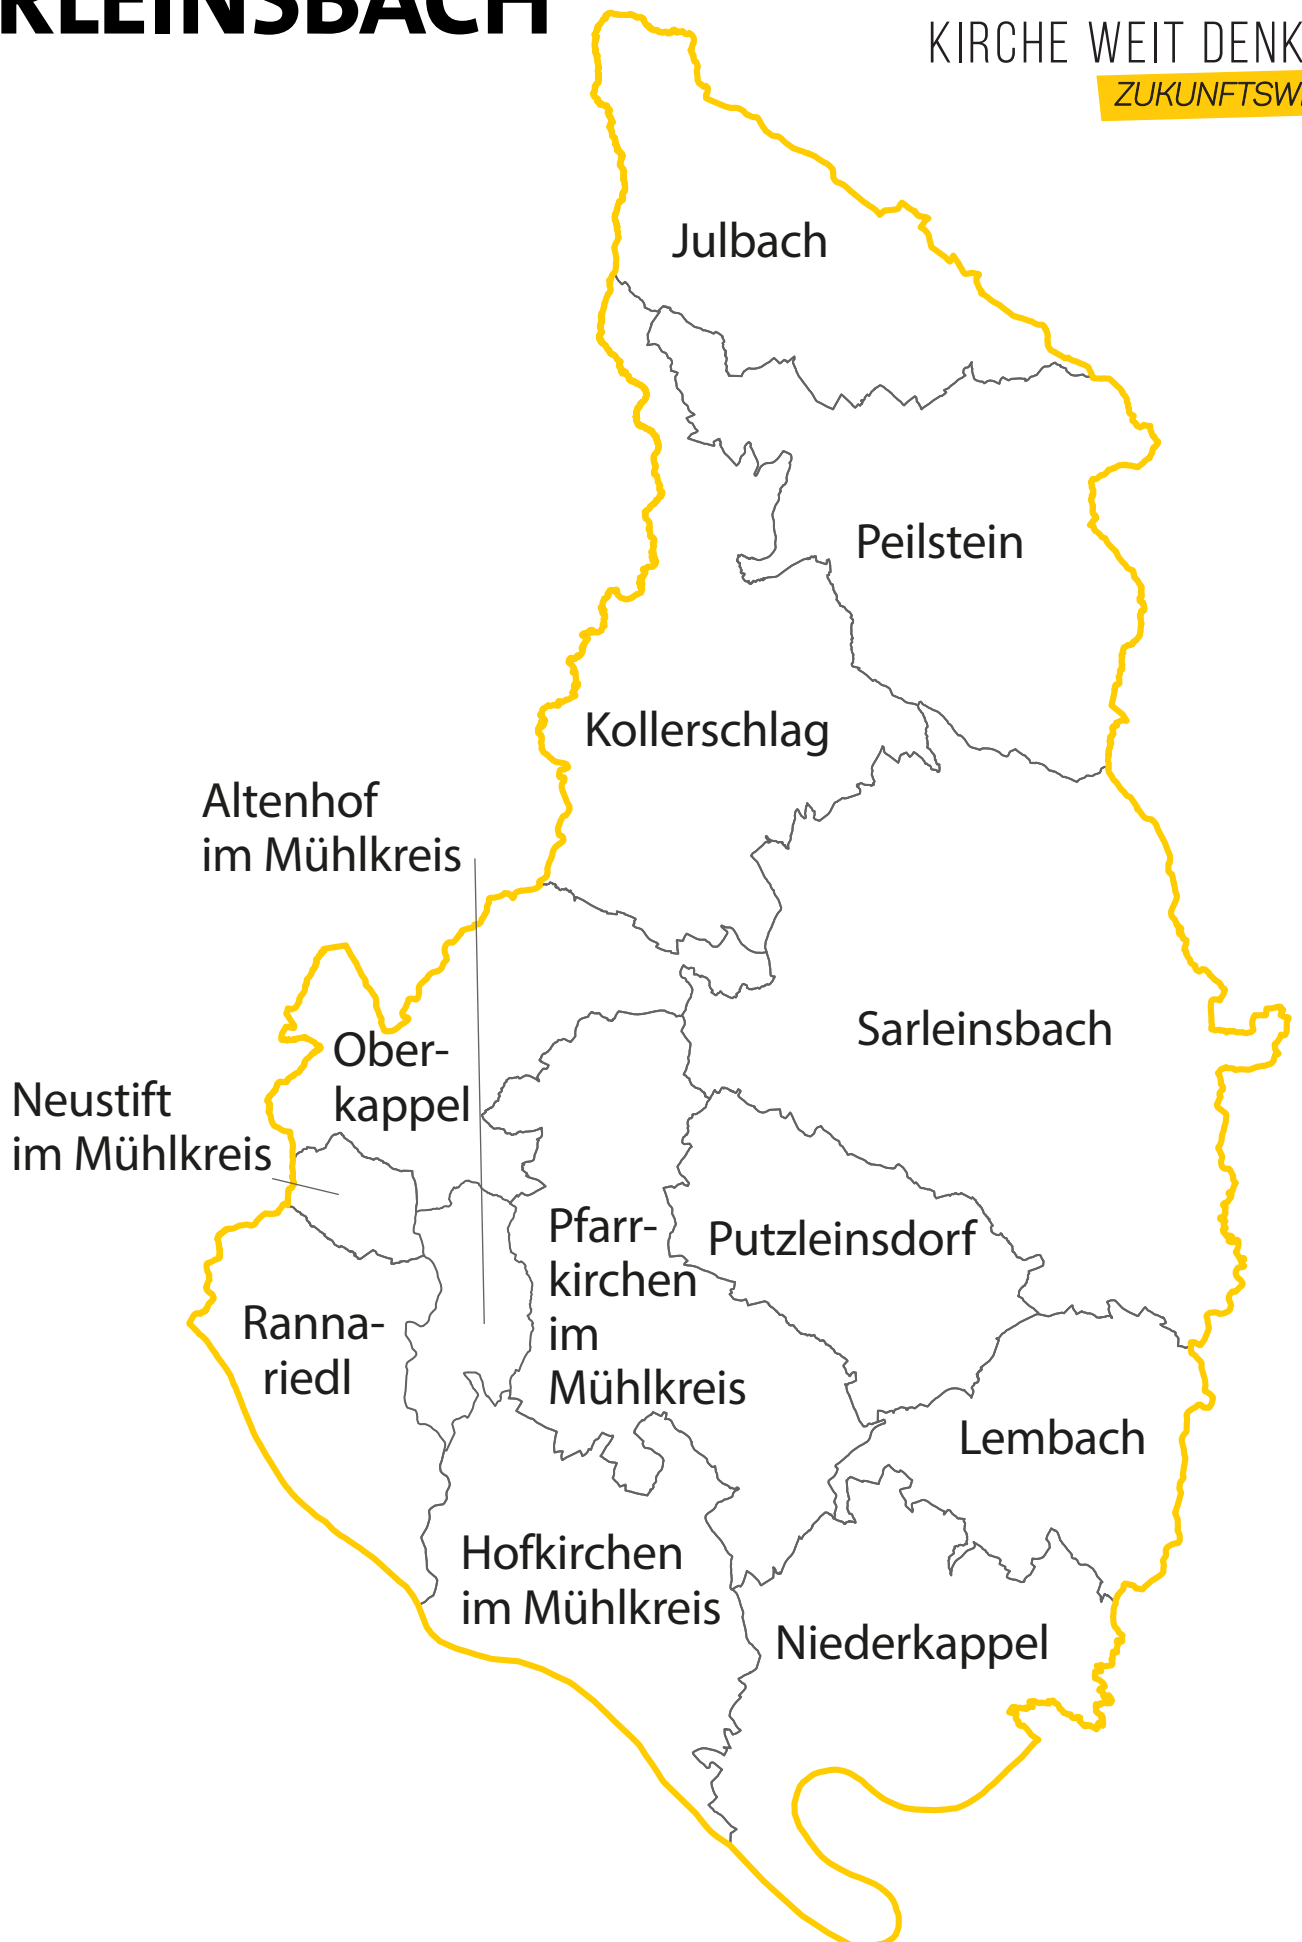 RLEINSBACH
KIRCHE WEIT DENK
ZUKUNFTSW
Julbach
Peilstein
Kollerschlag
Altenhof
im Mühlkreis
Sarleinsbach
Ober-
kappel
Neustift
im Mühlkreis
Pfarr-
kirchen
im
Mühlkreis
Putzleinsdorf
Ranna-
riedl
Lembach
Hofkirchen
im Mühlkreis
Niederkappel